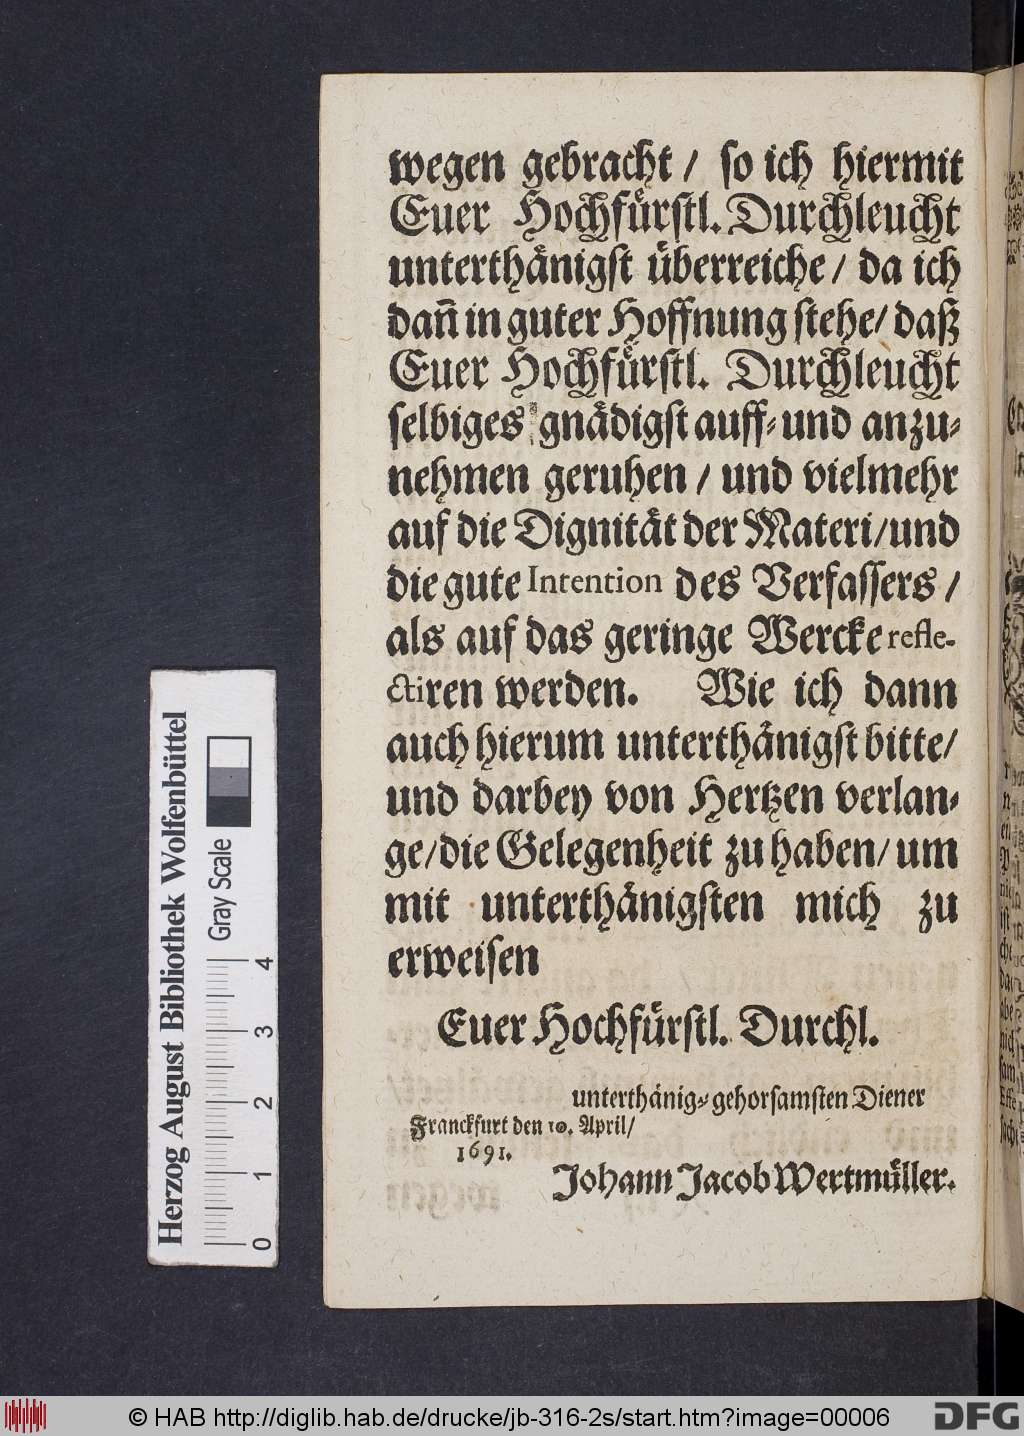 wegen gebracht / so ich hiermit
Euer Hochfürstl. Durchleucht
unterthänigst überreiche / da ich
dañ in guter Hoffnung stehe / daß
Euer Hochfürstl. Durchleucht
selbiges gnädigst auff- und anzu-
nehmen geruhen / und vielmehr
auf die Dignität der Materi / und
die gute Intention des Verfassers /
als auf das geringe Wercke refle-
ctiren werden. Wie ich dann
auch hierum unterthänigst bitte /
und darbey von Hertzen verlan-
ge / die Gelegenheit zu haben / um
mit unterthänigsten mich zu
erweisen
Euer Hochfürstl. Durchl.
unterthänig- gehorsamsten Diener
Franckfurt den 10. April /
1691.
Johann Jacob Wertmüller.
Herzog August Bibliothek Wolfenbüttel
Gray Scale
0 1 2 3 4
© HAB http://diglib.hab.de/drucke/jb-316-2s/start.htm?image=00006
DFG